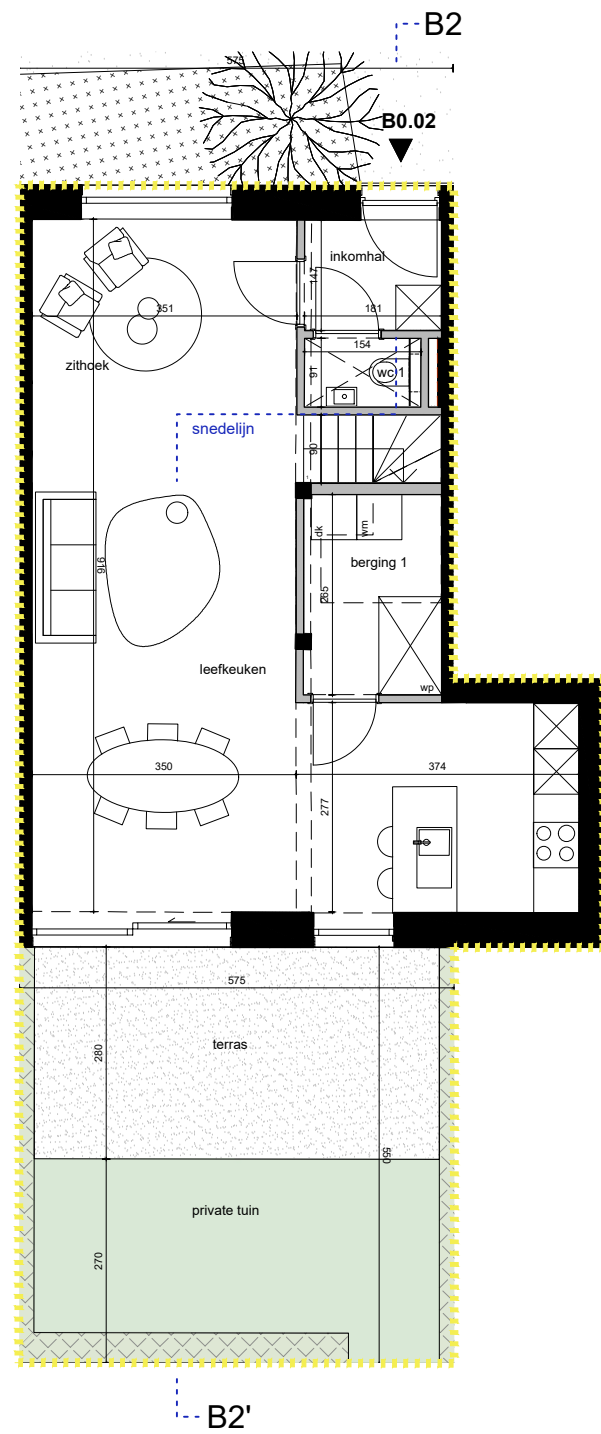 B2
575
B0.02
inkomhal
147
351
181
154
zithoek
91
wc 1
snedelijn
90
dk
wm
916
berging 1
265
leefkeuken
wp
350
374
277
575
280
terras
550
private tuin
270
B2'